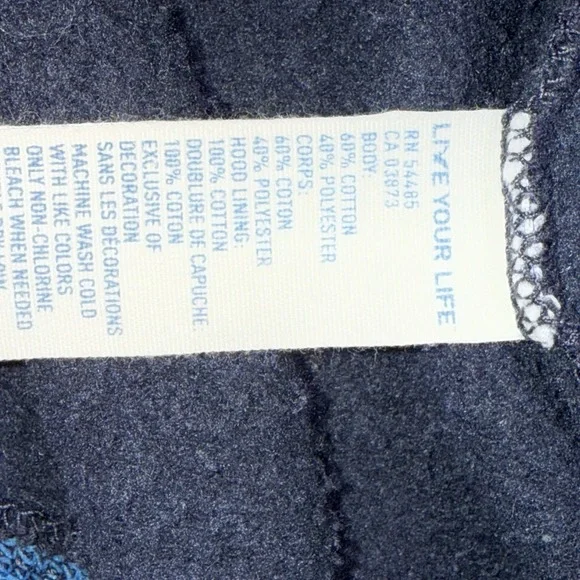 LIVE YOUR LIFE
RN 54486
CA 03873
BODY:
60% COTTON
40% POLYESTER
CORPS:
60% COTON
40% POLYESTER
HOOD LINING:
100% COTTON
DOUBLURE DE CAPUCHE:
100% COTON
EXCLUSIVE OF
DECORATION
SANS LES DÉCORATIONS
MACHINE WASH COLD
WITH LIKE COLORS
ONLY NON-CHLORINE
BLEACH WHEN NEEDED